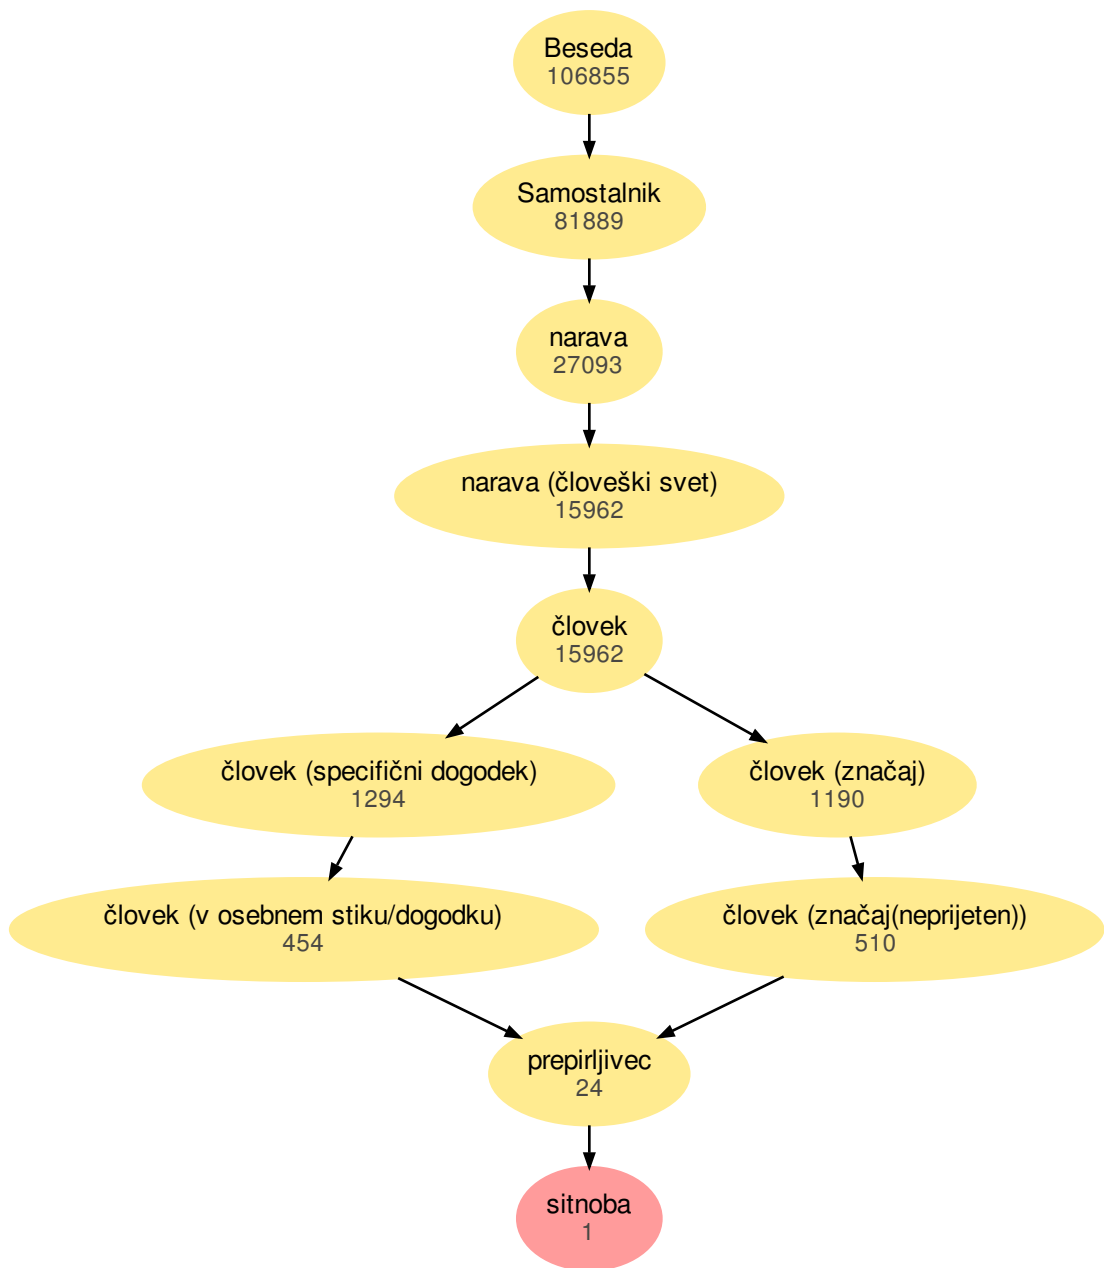 Beseda
106855
Samostalnik
81889
narava
27093
narava (človeški svet)
15962
človek
15962
človek (specifični dogodek)
1294
človek (značaj)
1190
človek (v osebnem stiku/dogodku)
454
človek (značaj(neprijeten))
510
prepirljivec
24
sitnoba
1